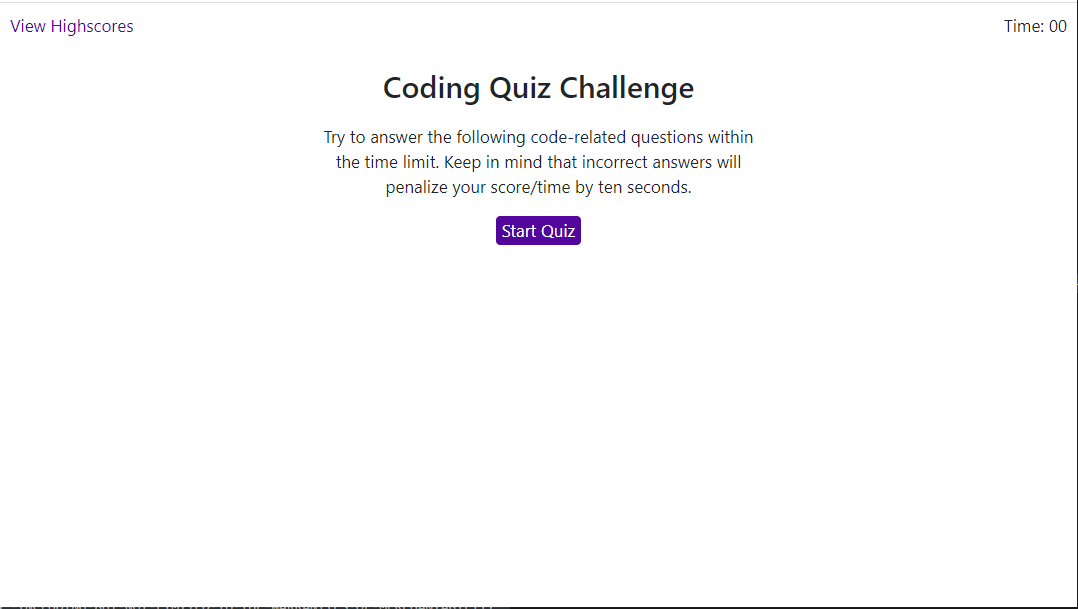 View Highscores
Time: 00
Coding Quiz Challenge
Try to answer the following code-related questions within
the time limit. Keep in mind that incorrect answers will
penalize your score/time by ten seconds.
Start Quiz